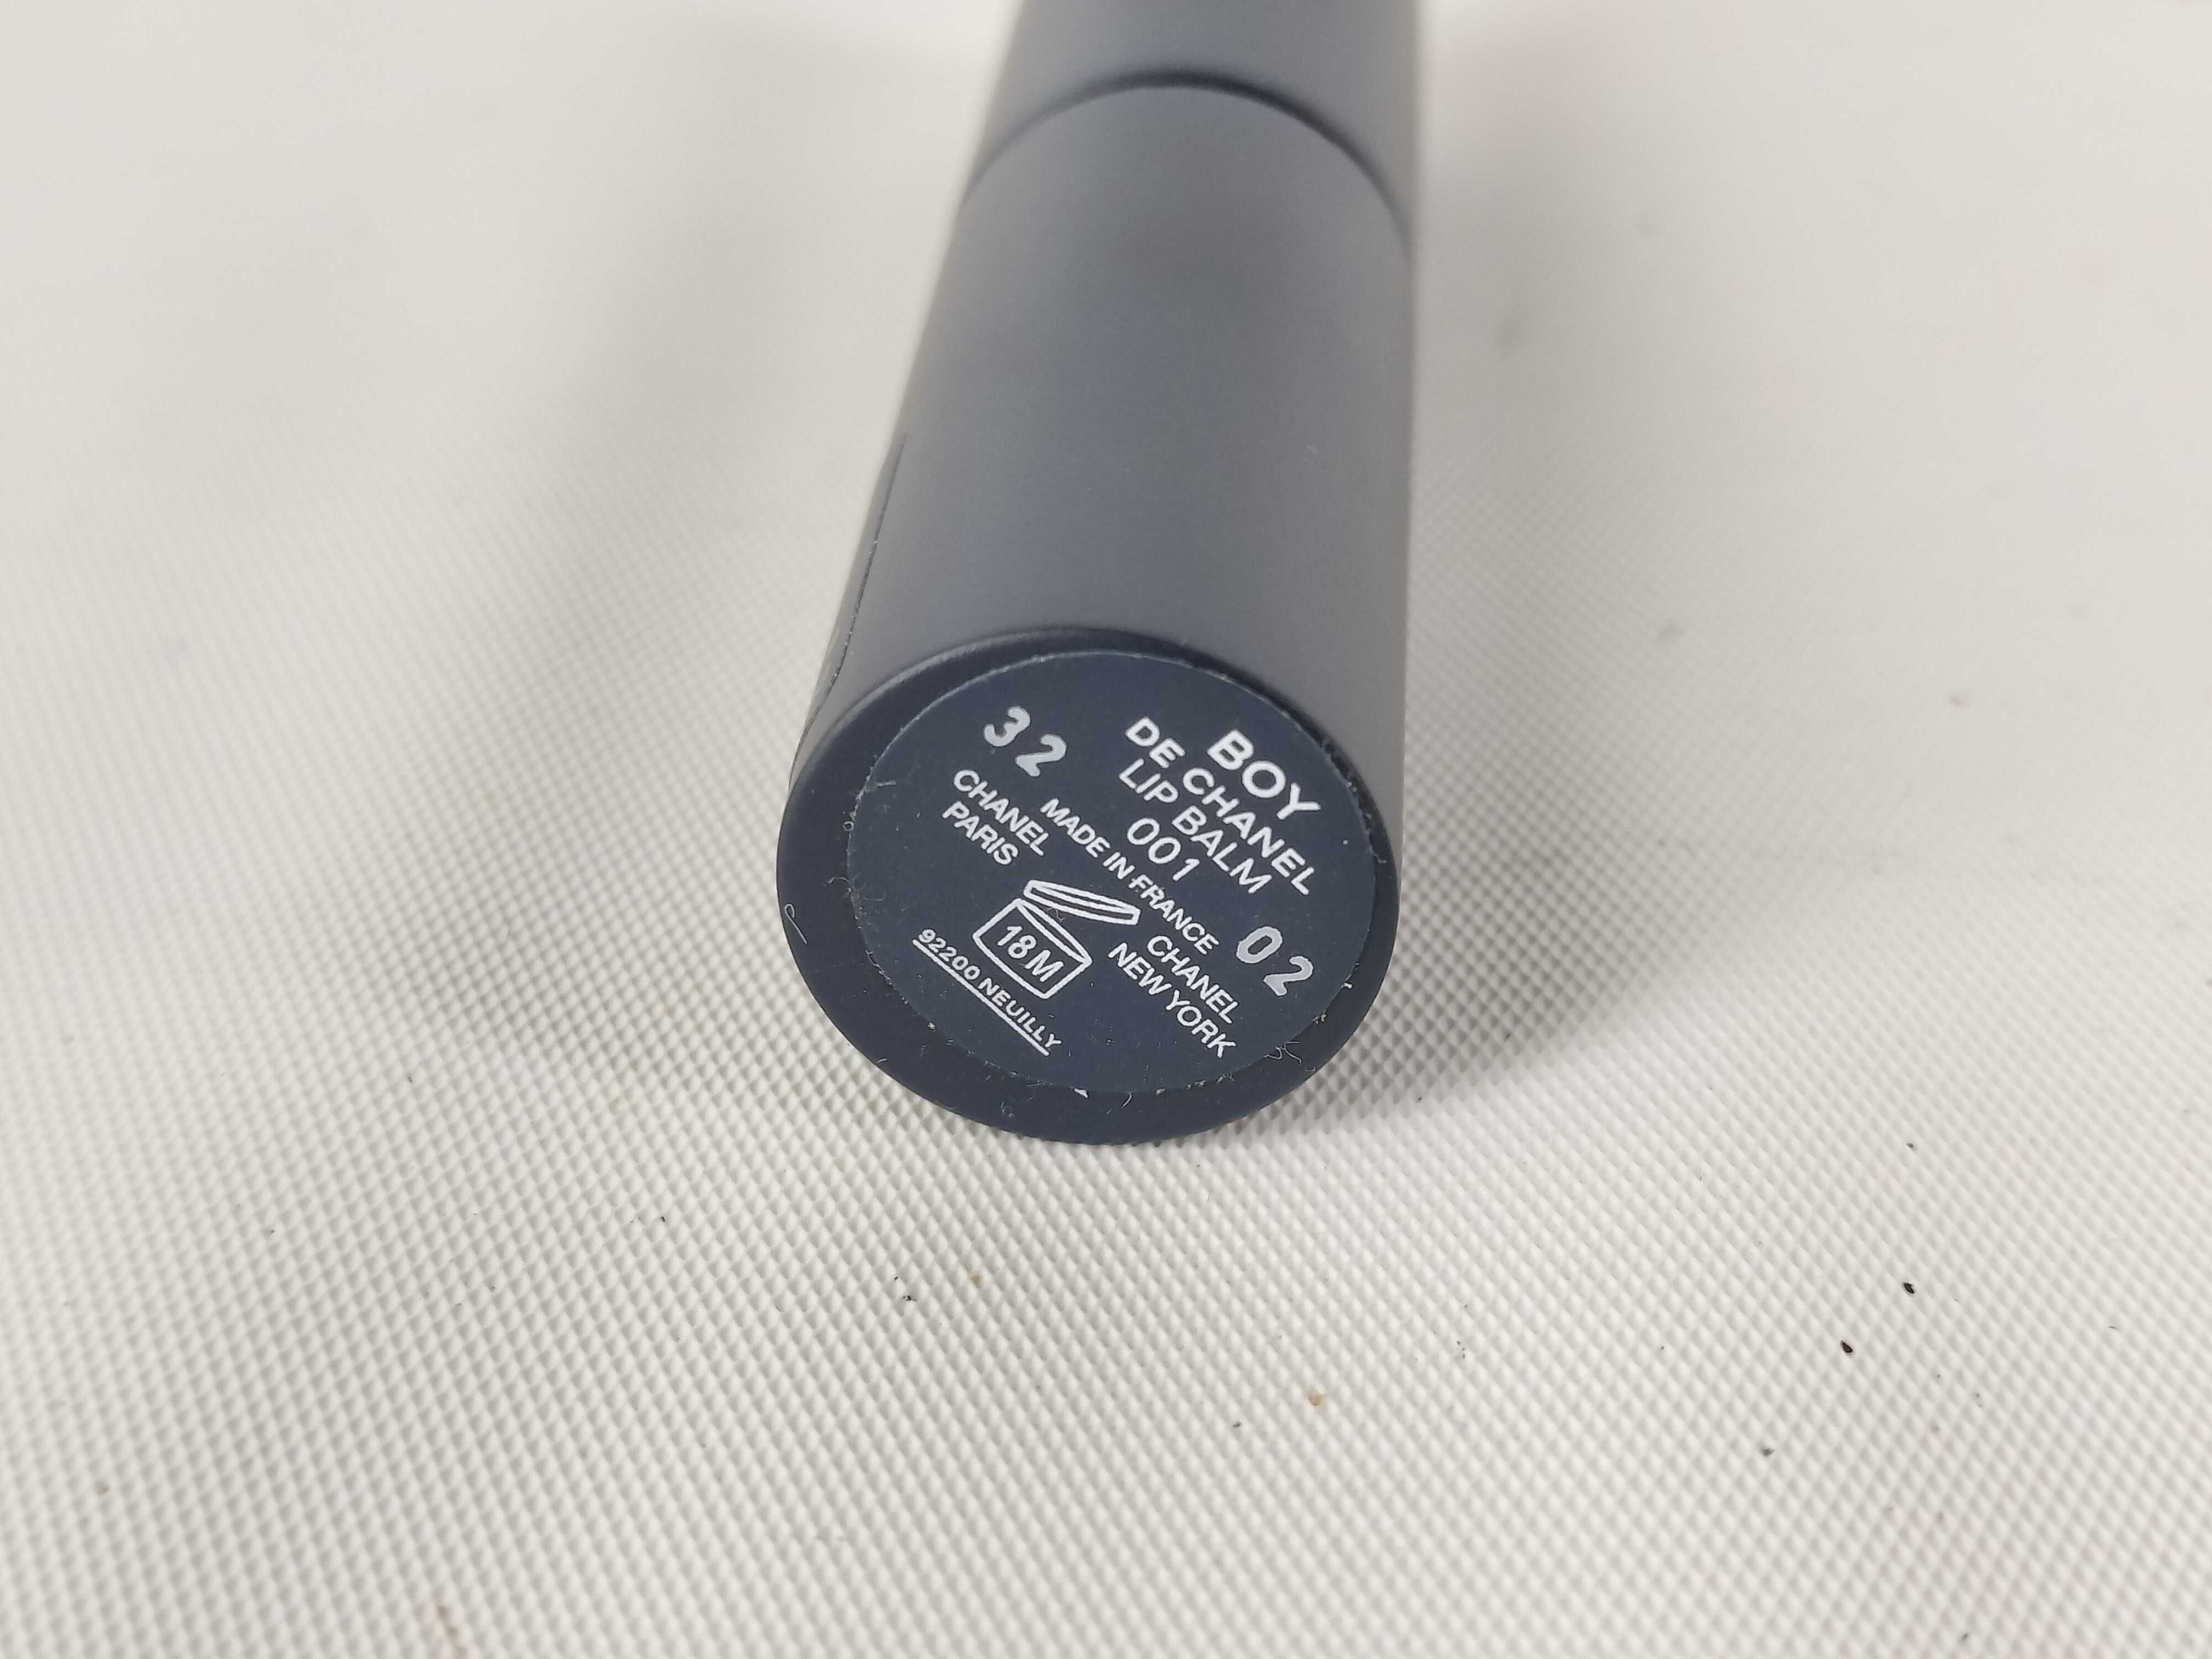 BOY
DE CHANEL
LIP BALM
001
32
02
MADE IN FRANCE
CHANEL
PARIS
CHANEL
NEW YORK
18M
92200 NEUILLY